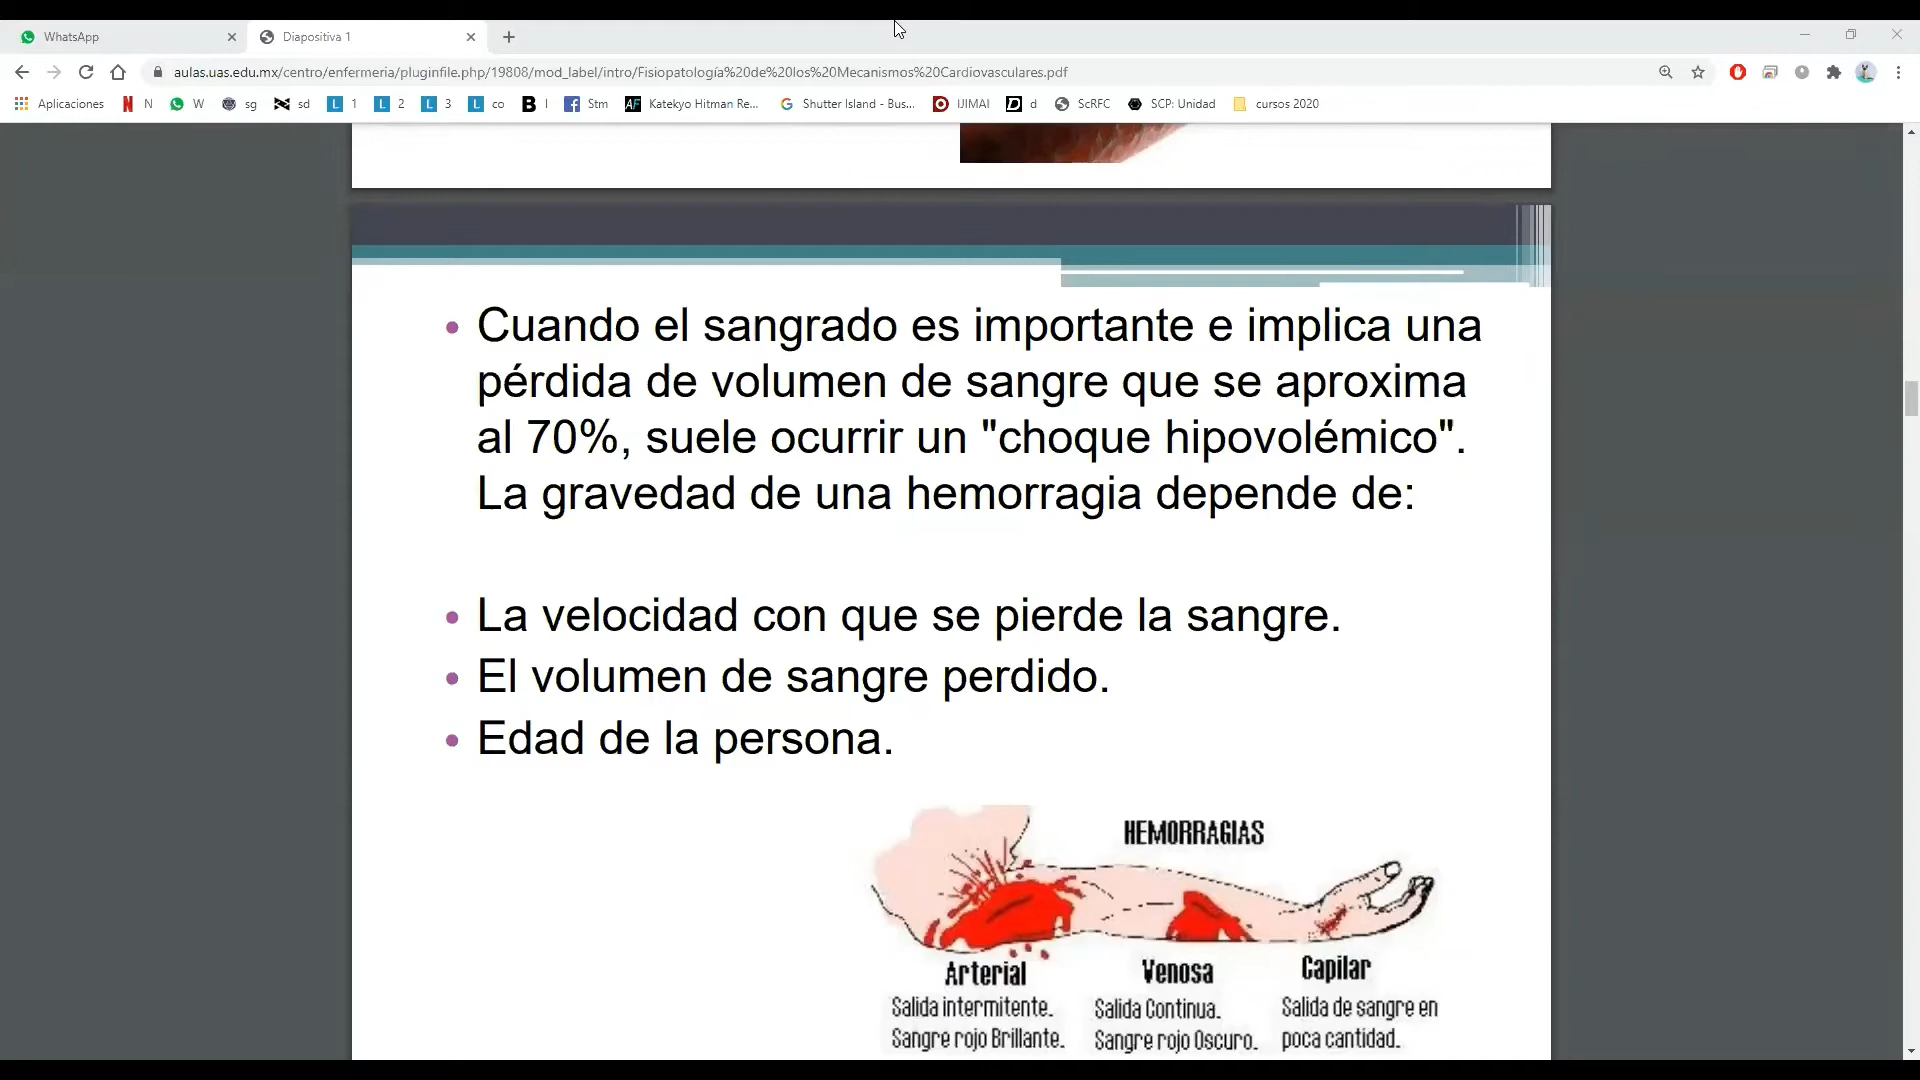 WhatsApp
Diapositiva 1
aulas.uas.edu.mx/centro/enfermeria/pluginfile.php/19808/mod_label/intro/Fisiopatología%20de%20los%20Mecanismos%20Cardiovasculares.pdf
Aplicaciones N W sg sd L 1 L 2 L 3 L co B I Stm AF Katekyo Hitman Re... Shutter Island - Bus... IJIMAI D d ScRFC SCP: Unidad cursos 2020
• Cuando el sangrado es importante e implica una
pérdida de volumen de sangre que se aproxima
al 70%, suele ocurrir un "choque hipovolémico".
La gravedad de una hemorragia depende de:
• La velocidad con que se pierde la sangre.
• El volumen de sangre perdido.
• Edad de la persona.
HEMORRAGIAS
Arterial
Salida intermitente.
Sangre rojo Brillante.
Venosa
Salida Continua.
Sangre rojo Oscuro.
Capilar
Salida de sangre en
poca cantidad.